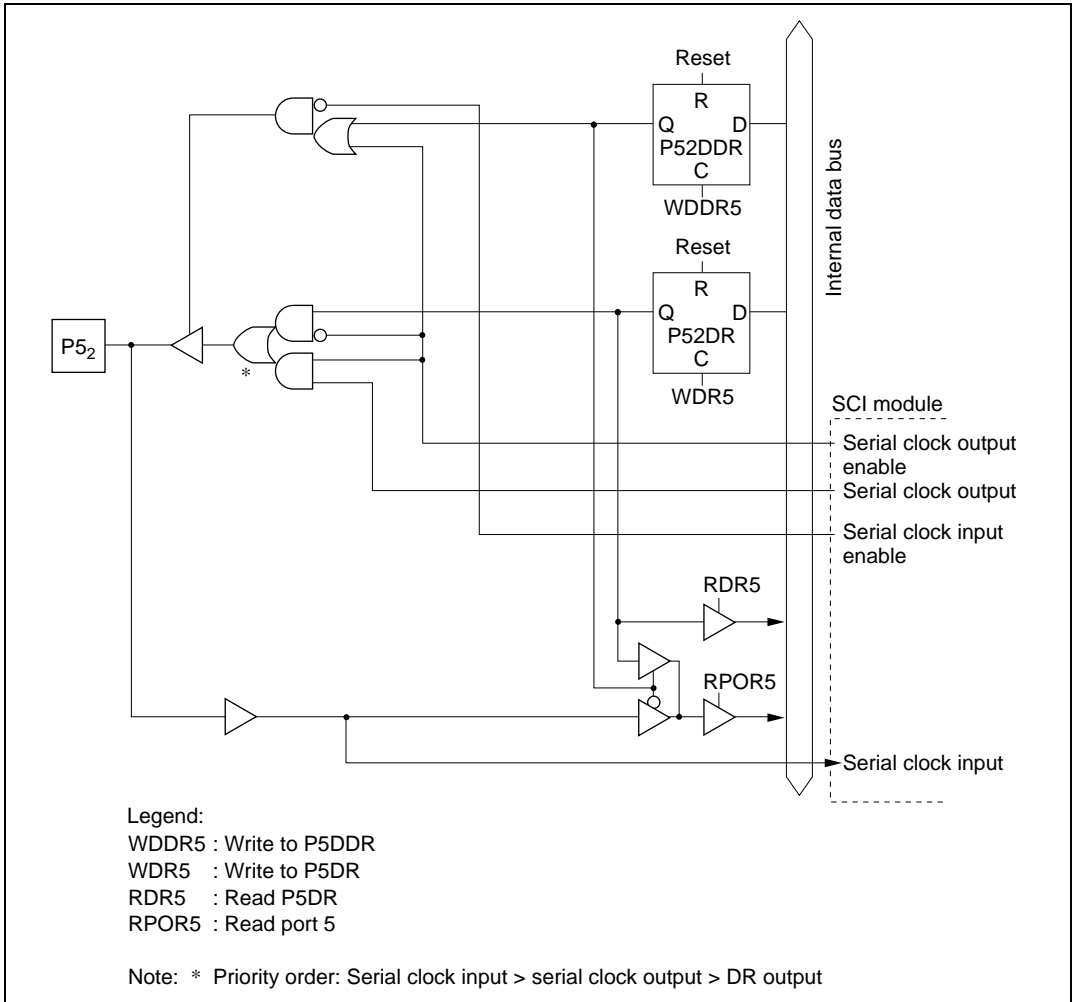 Reset
R
Q D
P52DDR
C
WDDR5
Reset
R
Q D
P52DR
C
WDR5
Internal data bus
P5₂
*
SCI module
Serial clock output
enable
Serial clock output
Serial clock input
enable
RDR5
RPOR5
Serial clock input
Legend:
WDDR5 : Write to P5DDR
WDR5 : Write to P5DR
RDR5 : Read P5DR
RPOR5 : Read port 5
Note: * Priority order: Serial clock input > serial clock output > DR output